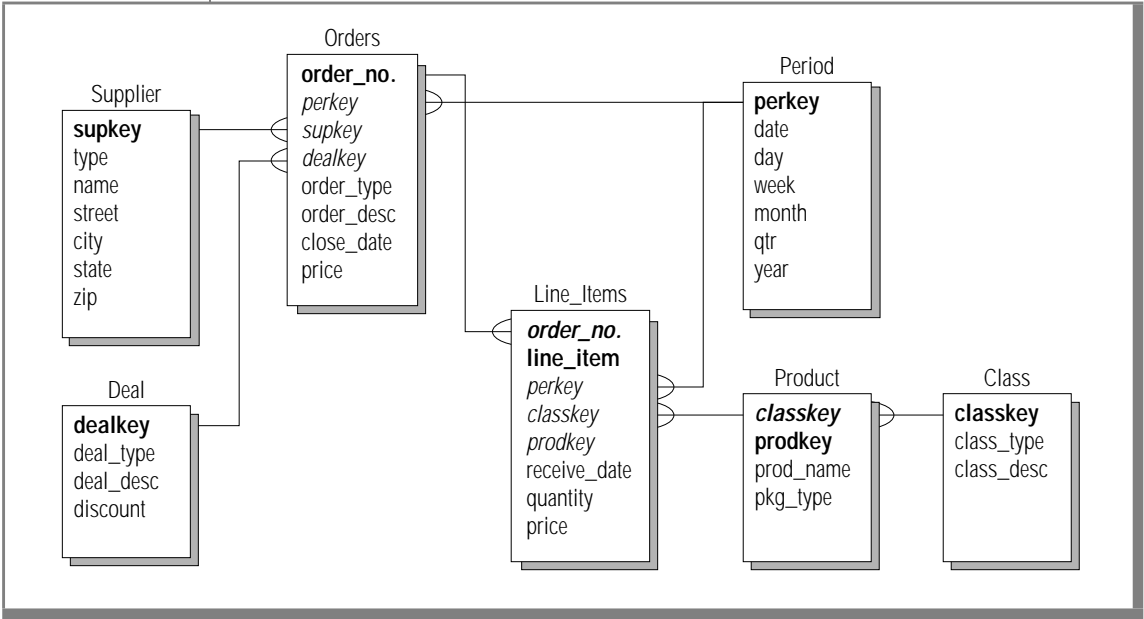 Orders
order_no.
perkey
supkey
dealkey
order_type
order_desc
close_date
price
Supplier
supkey
type
name
street
city
state
zip
Period
perkey
date
day
week
month
qtr
year
Line_Items
order_no.
line_item
perkey
classkey
prodkey
receive_date
quantity
price
Deal
dealkey
deal_type
deal_desc
discount
Product
classkey
prodkey
prod_name
pkg_type
Class
classkey
class_type
class_desc